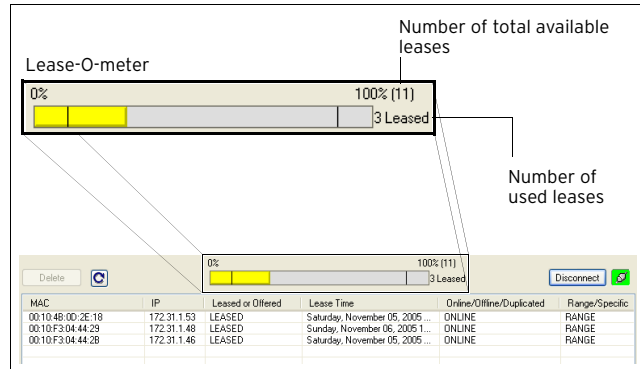 Number of total available
leases
Lease-O-meter
0% 100% (11)
3 Leased
Number of
used leases
0% 100% (11)
3 Leased
Delete Disconnect
MAC IP Leased or Offered Lease Time Online/Offline/Duplicated Range/Specific
00:10:4B:0D:2E:18 172.31.1.53 LEASED Saturday, November 05, 2005 ... ONLINE RANGE
00:10:F3:04:44:29 172.31.1.48 LEASED Sunday, November 06, 2005 1... ONLINE RANGE
00:10:F3:04:44:2B 172.31.1.46 LEASED Saturday, November 05, 2005 ... ONLINE RANGE